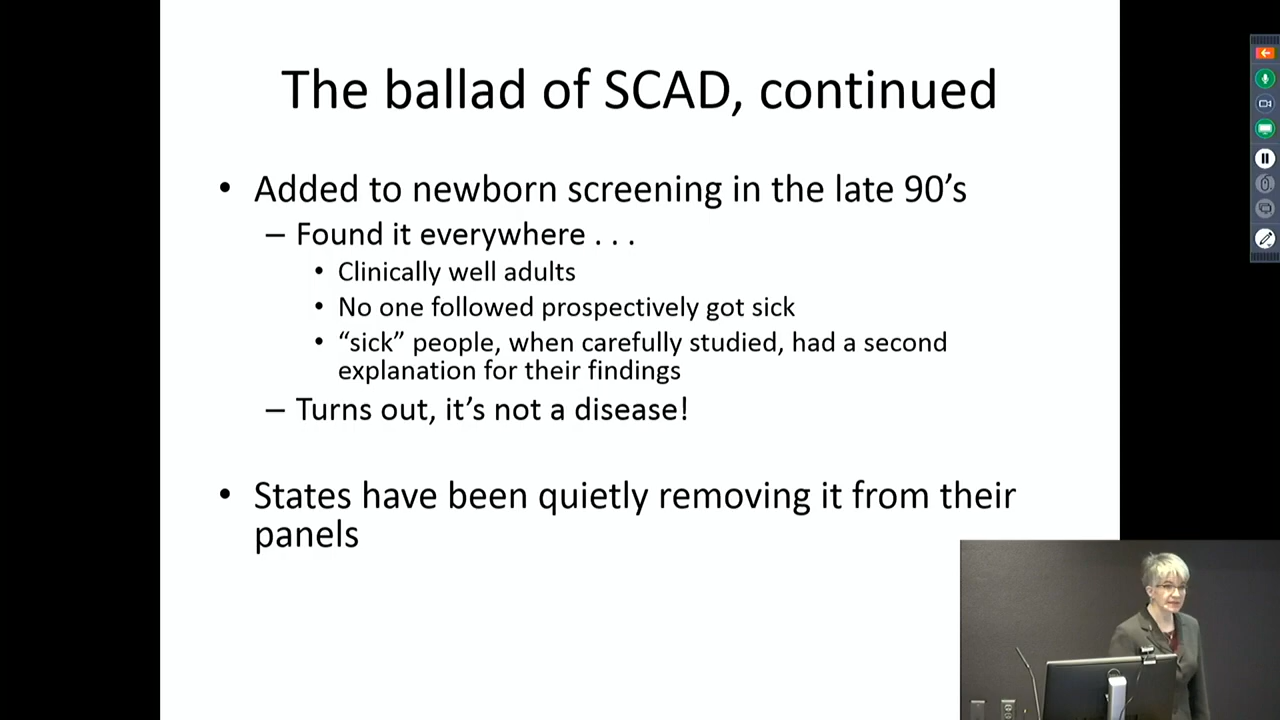 The ballad of SCAD, continued
• Added to newborn screening in the late 90’s
– Found it everywhere . . .
• Clinically well adults
• No one followed prospectively got sick
• “sick” people, when carefully studied, had a second
explanation for their findings
– Turns out, it’s not a disease!
• States have been quietly removing it from their
panels